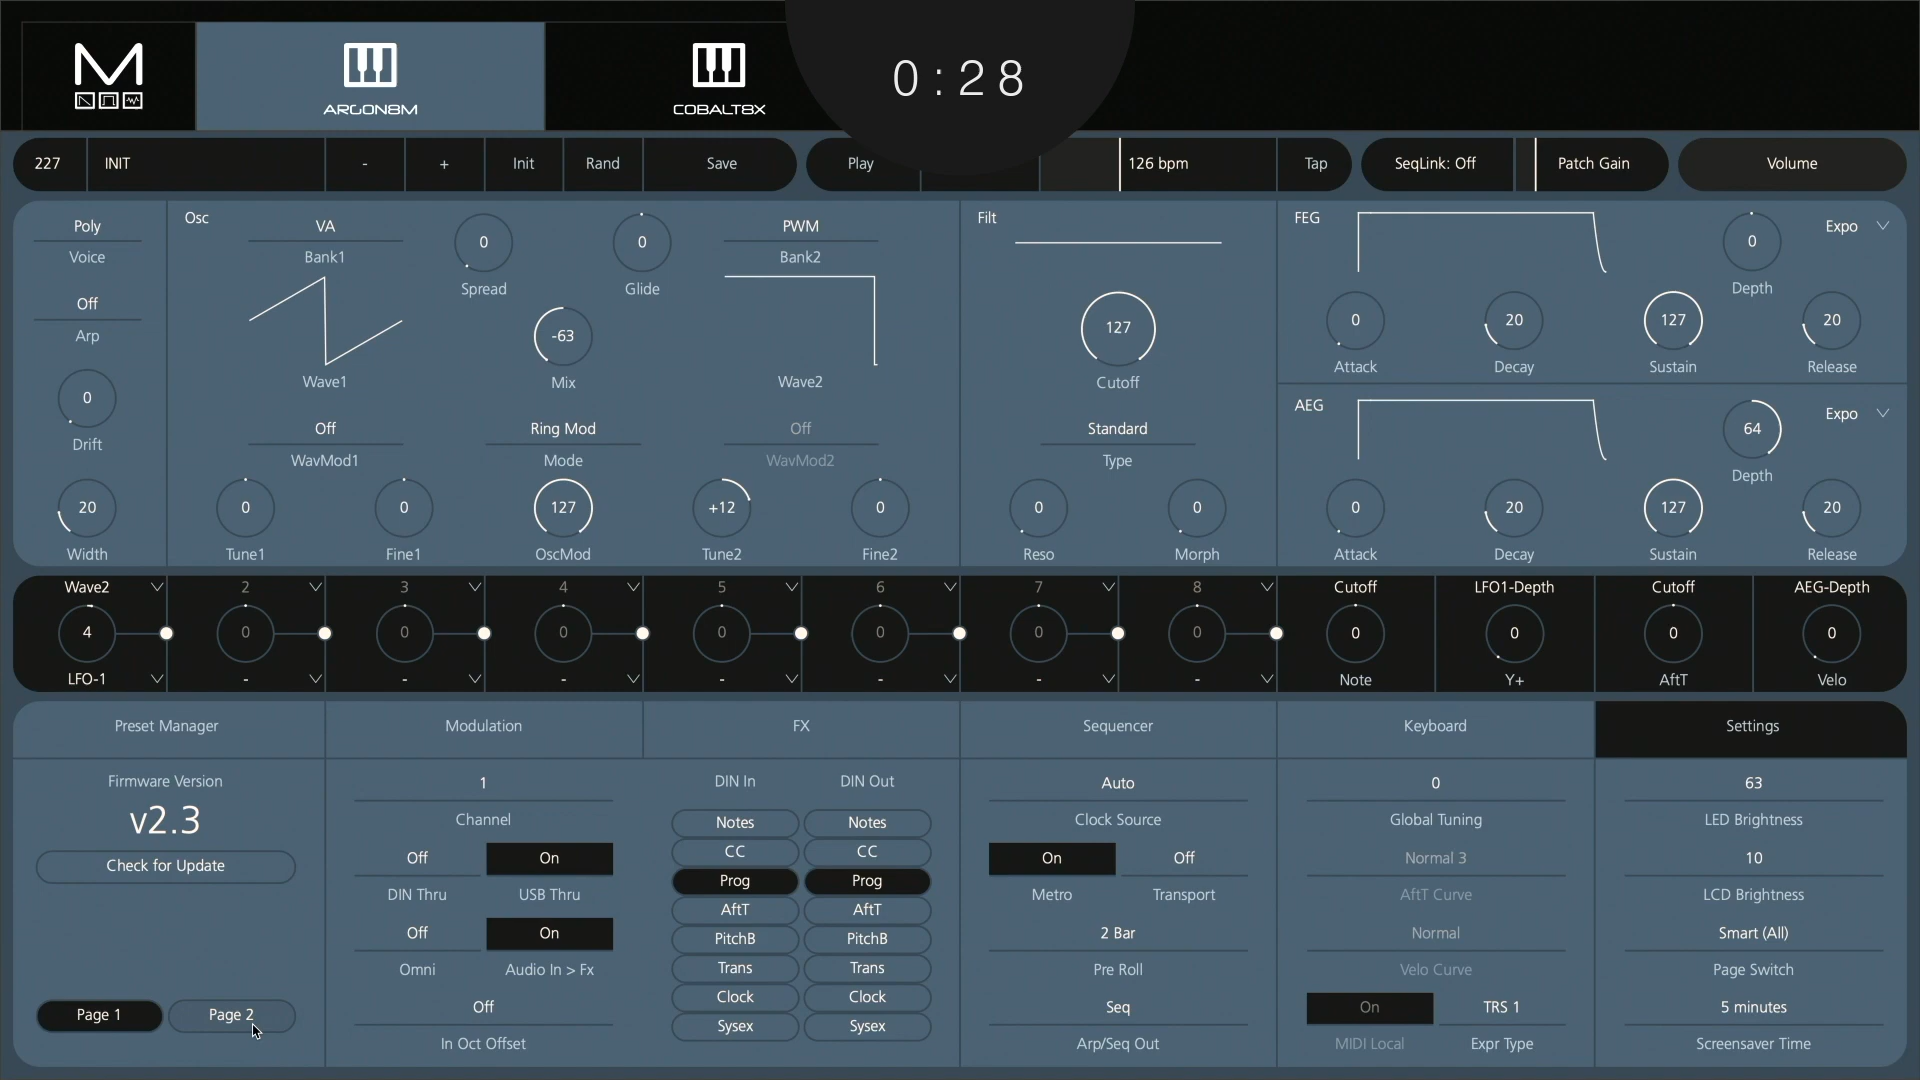 ARGON8M
COBALT8X
0:28
227 INIT - + Init Rand Save Play 126 bpm Tap SeqLink: Off Patch Gain Volume
Poly
Voice
Off
Arp
0
Drift
20
Width
Osc
VA
Bank1
0
Spread
0
Glide
PWM
Bank2
Wave1
-63
Mix
Wave2
Off
WavMod1
Ring Mod
Mode
Off
WavMod2
0
Tune1
0
Fine1
127
OscMod
+12
Tune2
0
Fine2
Filt
127
Cutoff
Standard
Type
0
Reso
0
Morph
FEG
0
Depth
Expo
0
Attack
20
Decay
127
Sustain
20
Release
AEG
64
Depth
Expo
0
Attack
20
Decay
127
Sustain
20
Release
Wave2 2 3 4 5 6 7 8 Cutoff LFO1-Depth Cutoff AEG-Depth
4 0 0 0 0 0 0 0 0 0 0 0
LFO-1 - - - - - - - Note Y+ AftT Velo
Preset Manager Modulation FX Sequencer Keyboard Settings
Firmware Version
v2.3
Check for Update
Page 1 Page 2
1
Channel
Off On
DIN Thru USB Thru
Off On
Omni Audio In > Fx
Off
In Oct Offset
DIN In DIN Out
Notes Notes
CC CC
Prog Prog
AftT AftT
PitchB PitchB
Trans Trans
Clock Clock
Sysex Sysex
Auto
Clock Source
On Off
Metro Transport
2 Bar
Pre Roll
Seq
Arp/Seq Out
0
Global Tuning
Normal 3
AftT Curve
Normal
Velo Curve
On TRS 1
MIDI Local Expr Type
63
LED Brightness
10
LCD Brightness
Smart (All)
Page Switch
5 minutes
Screensaver Time